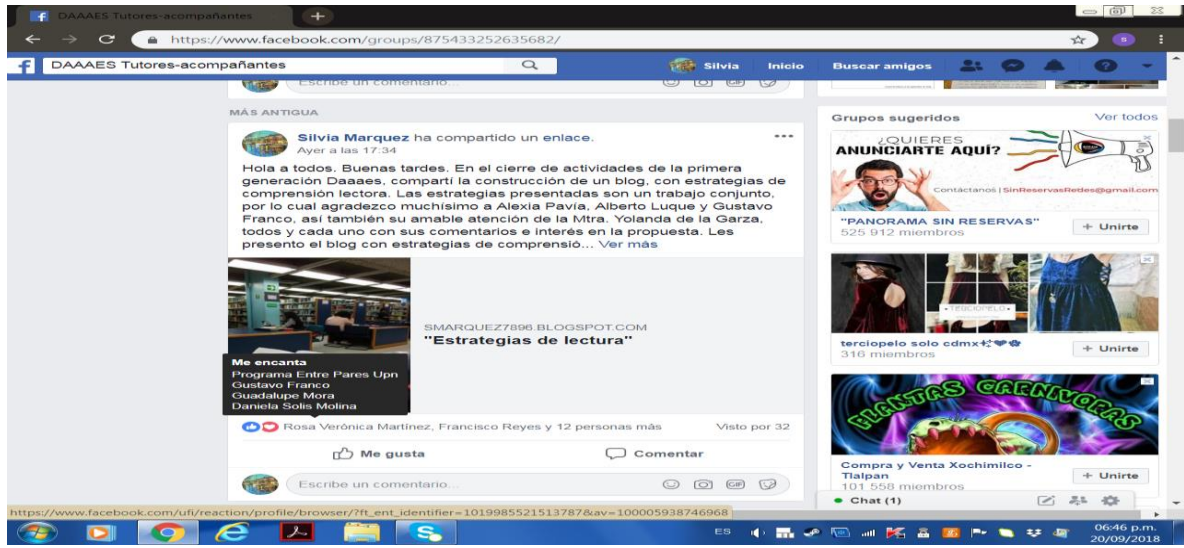 DAAAES Tutores-acompañantes
https://www.facebook.com/groups/875433252635682/
S
f DAAAES Tutores-acompañantes
Silvia Inicio Buscar amigos
Escribe un comentario...
GIF
MÁS ANTIGUA
Silvia Marquez ha compartido un enlace.
Ayer a las 17:34
Hola a todos. Buenas tardes. En el cierre de actividades de la primera
generación Daaaes, compartí la construcción de un blog, con estrategias de
comprensión lectora. Las estrategias presentadas son un trabajo conjunto,
por lo cual agradezco muchísimo a Alexia Pavía, Alberto Luque y Gustavo
Franco, así también su amable atención de la Mtra. Yolanda de la Garza,
todos y cada uno con sus comentarios e interés en la propuesta. Les
presento el blog con estrategias de comprensió... Ver más
SMARQUEZ7896.BLOGSPOT.COM
"Estrategias de lectura"
Me encanta
Programa Entre Pares Upn
Gustavo Franco
Guadalupe Mora
Daniela Solis Molina
Rosa Verónica Martínez, Francisco Reyes y 12 personas más Visto por 32
Me gusta Comentar
Escribe un comentario...
GIF
Grupos sugeridos Ver todos
¿QUIERES
ANUNCIARTE AQUÍ?
Contáctanos | SinReservasRedes@gmail.com
"PANORAMA SIN RESERVAS"
525 912 miembros
+ Unirte
TERCIOPELO
terciopelo solo cdmx
316 miembros
+ Unirte
PLANTAS CARNIVORAS
Compra y Venta Xochimilco -
Tlalpan
101 558 miembros
+ Unirte
Chat (1)
https://www.facebook.com/ufi/reaction/profile/browser/?ft_ent_identifier=1019985521513787&av=100005938746968
ES
06:46 p.m.
20/09/2018